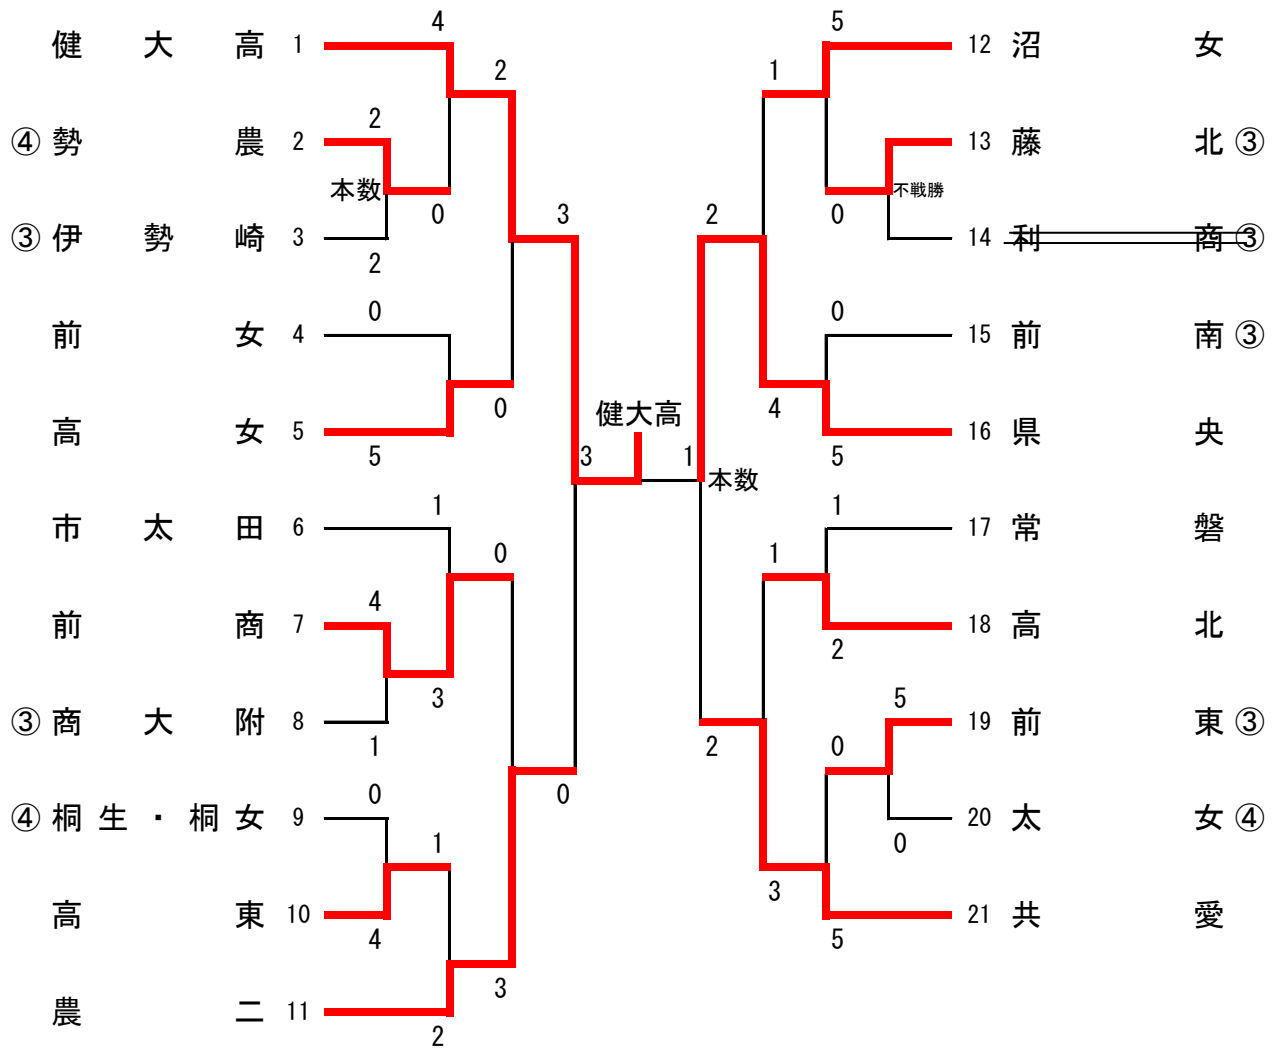 4 5
健大高 1 12 沼女
2 1
2
④ 勢農 2 13 藤北 ③
本数 不戦勝
0 3 2 0
③ 伊勢崎 3 14 利商 ③
2
0 0
前女 4 15 前南 ③
0 健大高 4
高女 5 16 県央
5 3 1 5
本数
1 1
市太田 6 17 常磐
0 1
4
前商 7 18 高北
2
3 5
③ 商大附 8 19 前東 ③
1 2 0
0 0
④ 桐生・桐女 9 20 太女 ④
1 0
3
高東 10 21 共愛
4 5
3
農二 11
2